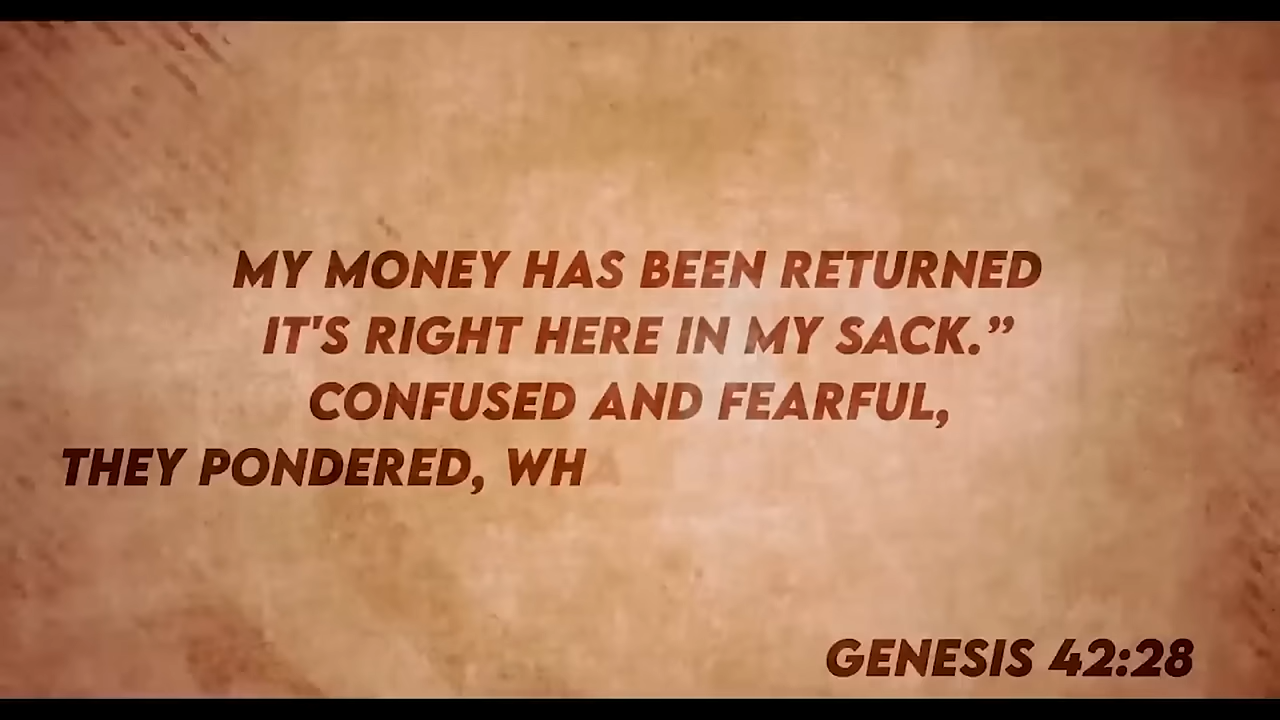 MY MONEY HAS BEEN RETURNED
IT'S RIGHT HERE IN MY SACK.”
CONFUSED AND FEARFUL,
THEY PONDERED, WHA
GENESIS 42:28